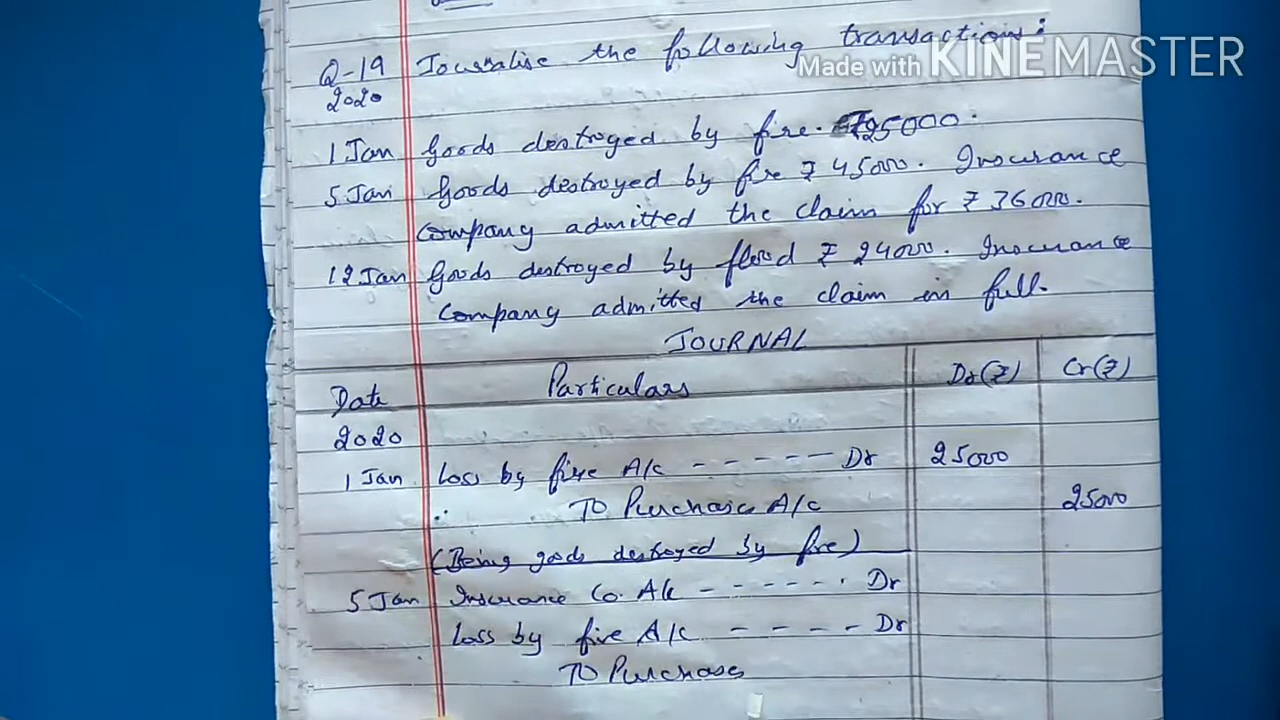 Q-19 Journalise the following transactions:
Made with KINEMASTER
2020
1 Jan Goods destroyed by fire. ₹25000.
5 Jan Goods destroyed by fire ₹ 45000. Insurance
Company admitted the claim for ₹ 36000.
12 Jan Goods destroyed by flood ₹ 24000. Insurance
Company admitted the claim in full.
JOURNAL
Date Particulars Dr(₹) Cr(₹)
2020
1 Jan Loss by fire A/c - - - - - Dr 25000
TO Purchases A/c 25000
(Being goods destroyed by fire)
5 Jan Insurance Co. A/c - - - - - - Dr
Loss by fire A/c - - - - Dr
TO Purchases